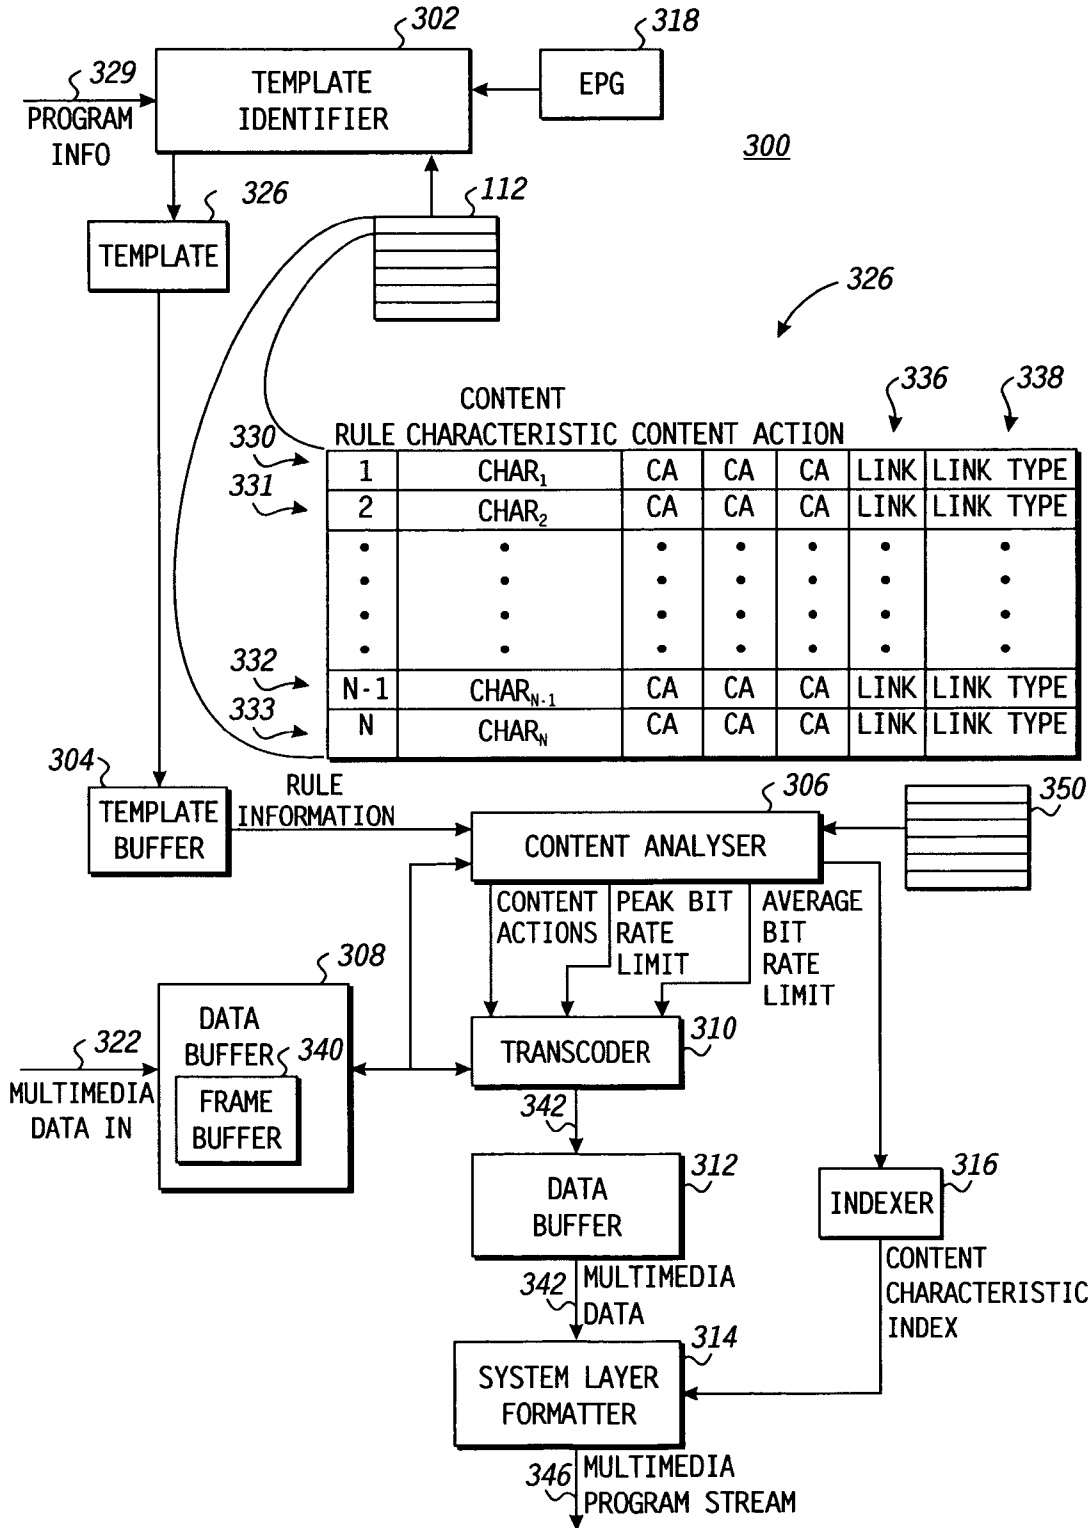 302
318
329
TEMPLATE
IDENTIFIER
EPG
PROGRAM
INFO
300
326
112
TEMPLATE
326
336
338
CONTENT
RULE CHARACTERISTIC CONTENT ACTION
330
1 CHAR₁ CA CA CA LINK LINK TYPE
331
2 CHAR₂ CA CA CA LINK LINK TYPE
332
N-1 CHAR_N-1 CA CA CA LINK LINK TYPE
333
N CHAR_N CA CA CA LINK LINK TYPE
304
RULE
INFORMATION
306
350
TEMPLATE
BUFFER
CONTENT ANALYSER
CONTENT
ACTIONS
PEAK BIT
RATE
LIMIT
AVERAGE
BIT
RATE
LIMIT
308
DATA
BUFFER
340
FRAME
BUFFER
322
MULTIMEDIA
DATA IN
310
TRANSCODER
342
312
DATA
BUFFER
316
INDEXER
342
MULTIMEDIA
DATA
CONTENT
CHARACTERISTIC
INDEX
314
SYSTEM LAYER
FORMATTER
346
MULTIMEDIA
PROGRAM STREAM